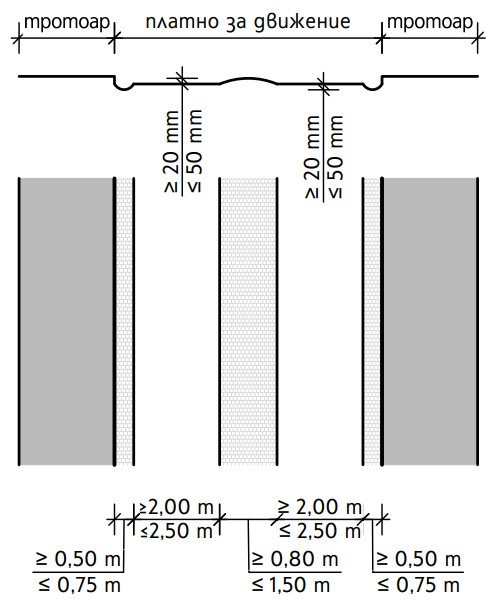 тротоар платно за движение тротоар
≥ 20 mm
≤ 50 mm
≥ 20 mm
≤ 50 mm
≥2,00 m ≥ 2,00 m
≤2,50 m ≤ 2,50 m
≥ 0,50 m ≥ 0,80 m ≥ 0,50 m
≤ 0,75 m ≤ 1,50 m ≤ 0,75 m